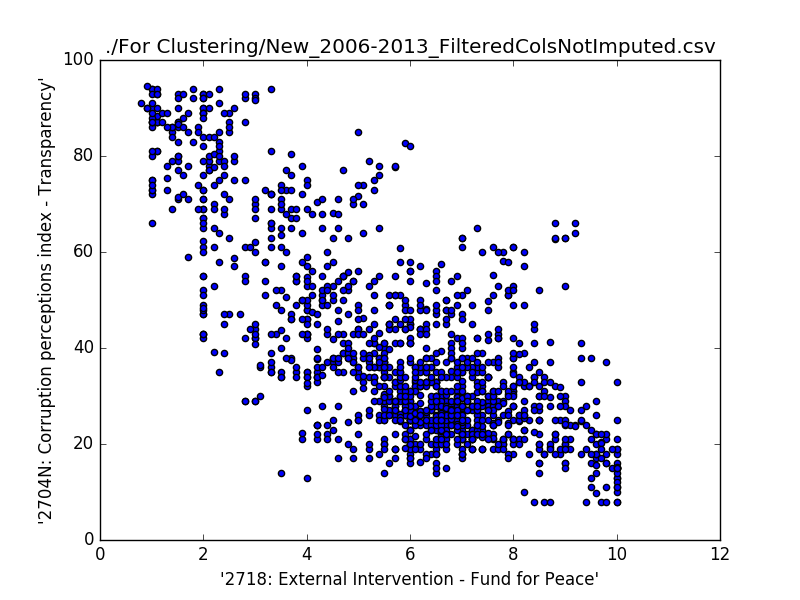 ./For Clustering/New_2006-2013_FilteredColsNotImputed.csv
100
80
60
40
20
0
'2704N: Corruption perceptions index - Transparency'
0 2 4 6 8 10 12
'2718: External Intervention - Fund for Peace'